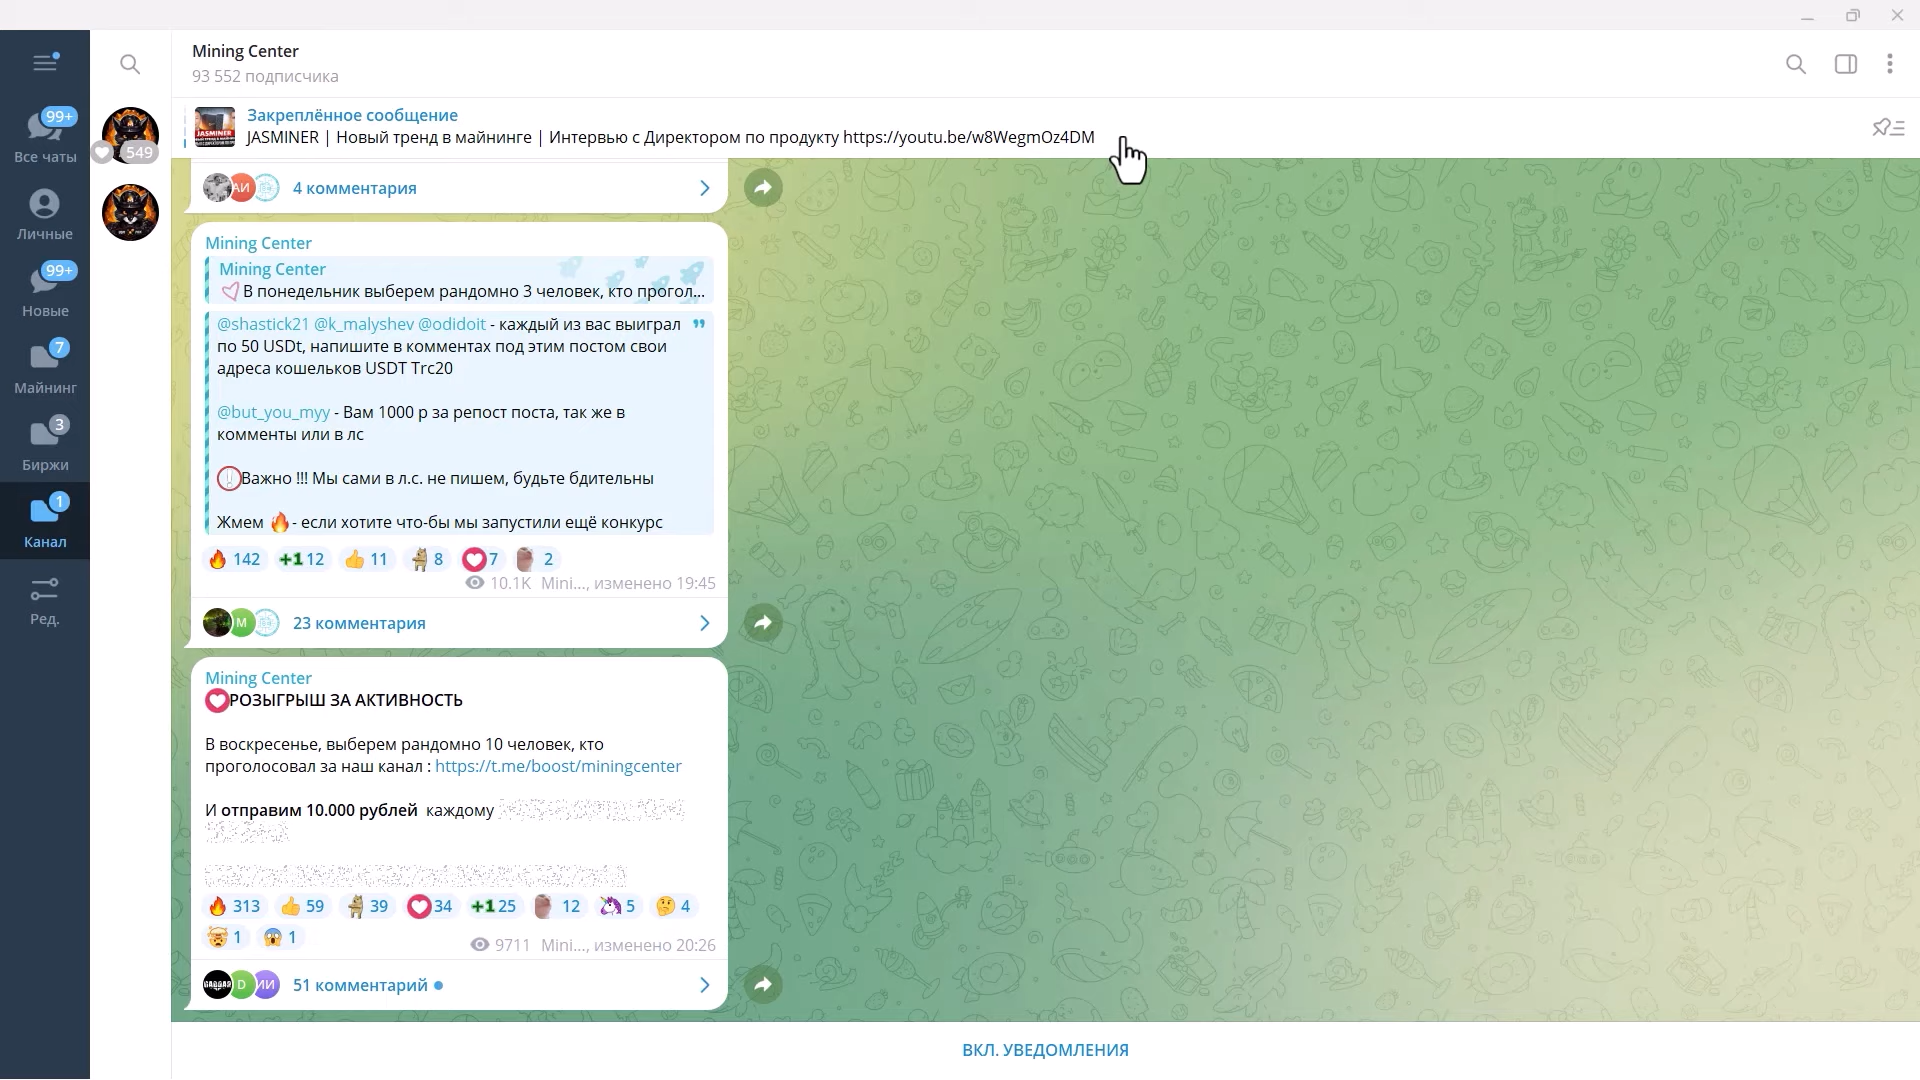 Mining Center
93 552 подписчика
Закреплённое сообщение
JASMINER | Новый тренд в майнинге | Интервью с Директором по продукту https://youtu.be/w8WegmOz4DM
99+
Все чаты
549
Личные
99+
Новые
7
Майнинг
3
Биржи
1
Канал
Ред.
АИ
4 комментария
Mining Center
Mining Center
В понедельник выберем рандомно 3 человек, кто прогол...
@shastick21 @k_malyshev @odidoit - каждый из вас выиграл
по 50 USDt, напишите в комментах под этим постом свои
адреса кошельков USDT Trc20
@but_you_myy - Вам 1000 р за репост поста, так же в
комменты или в лс
Важно !!! Мы сами в л.с. не пишем, будьте бдительны
Жмем 🔥- если хотите что-бы мы запустили ещё конкурс
🔥 142 +1 12 👍 11 8 7 2
10.1K Mini..., изменено 19:45
M
23 комментария
Mining Center
РОЗЫГРЫШ ЗА АКТИВНОСТЬ
В воскресенье, выберем рандомно 10 человек, кто
проголосовал за наш канал : https://t.me/boost/miningcenter
И отправим 10.000 рублей каждому
🔥 313 👍 59 39 34 +1 25 12 🦄 5 🤔 4
🤯 1 😱 1
9711 Mini..., изменено 20:26
D ИИ
51 комментарий
ВКЛ. УВЕДОМЛЕНИЯ